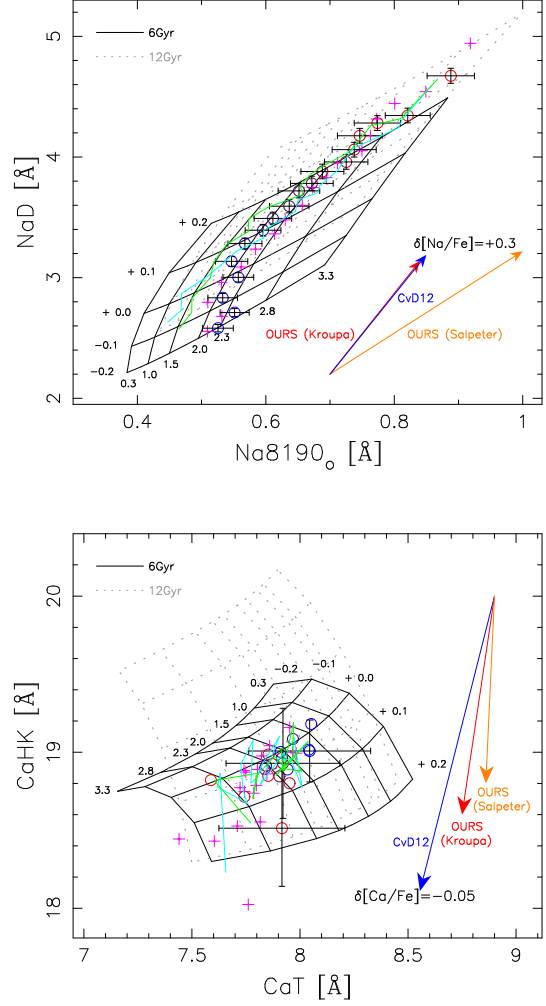 6Gyr
12Gyr
5
4
3
2
NaD [Å]
+ 0.2
+ 0.1
+ 0.0
−0.1
−0.2
0.3
1.0
1.5
2.0
2.3
2.8
3.3
δ[Na/Fe]=+0.3
CvD12
OURS (Kroupa)
OURS (Salpeter)
0.4
0.6
0.8
1
Na8190o [Å]
6Gyr
12Gyr
20
19
18
CaHK [Å]
−0.2
−0.1
+ 0.0
+ 0.1
+ 0.2
0.3
1.0
1.5
2.0
2.3
2.8
3.3
OURS
(Salpeter)
OURS
(Kroupa)
CvD12
δ[Ca/Fe]=−0.05
7
7.5
8
8.5
9
CaT [Å]